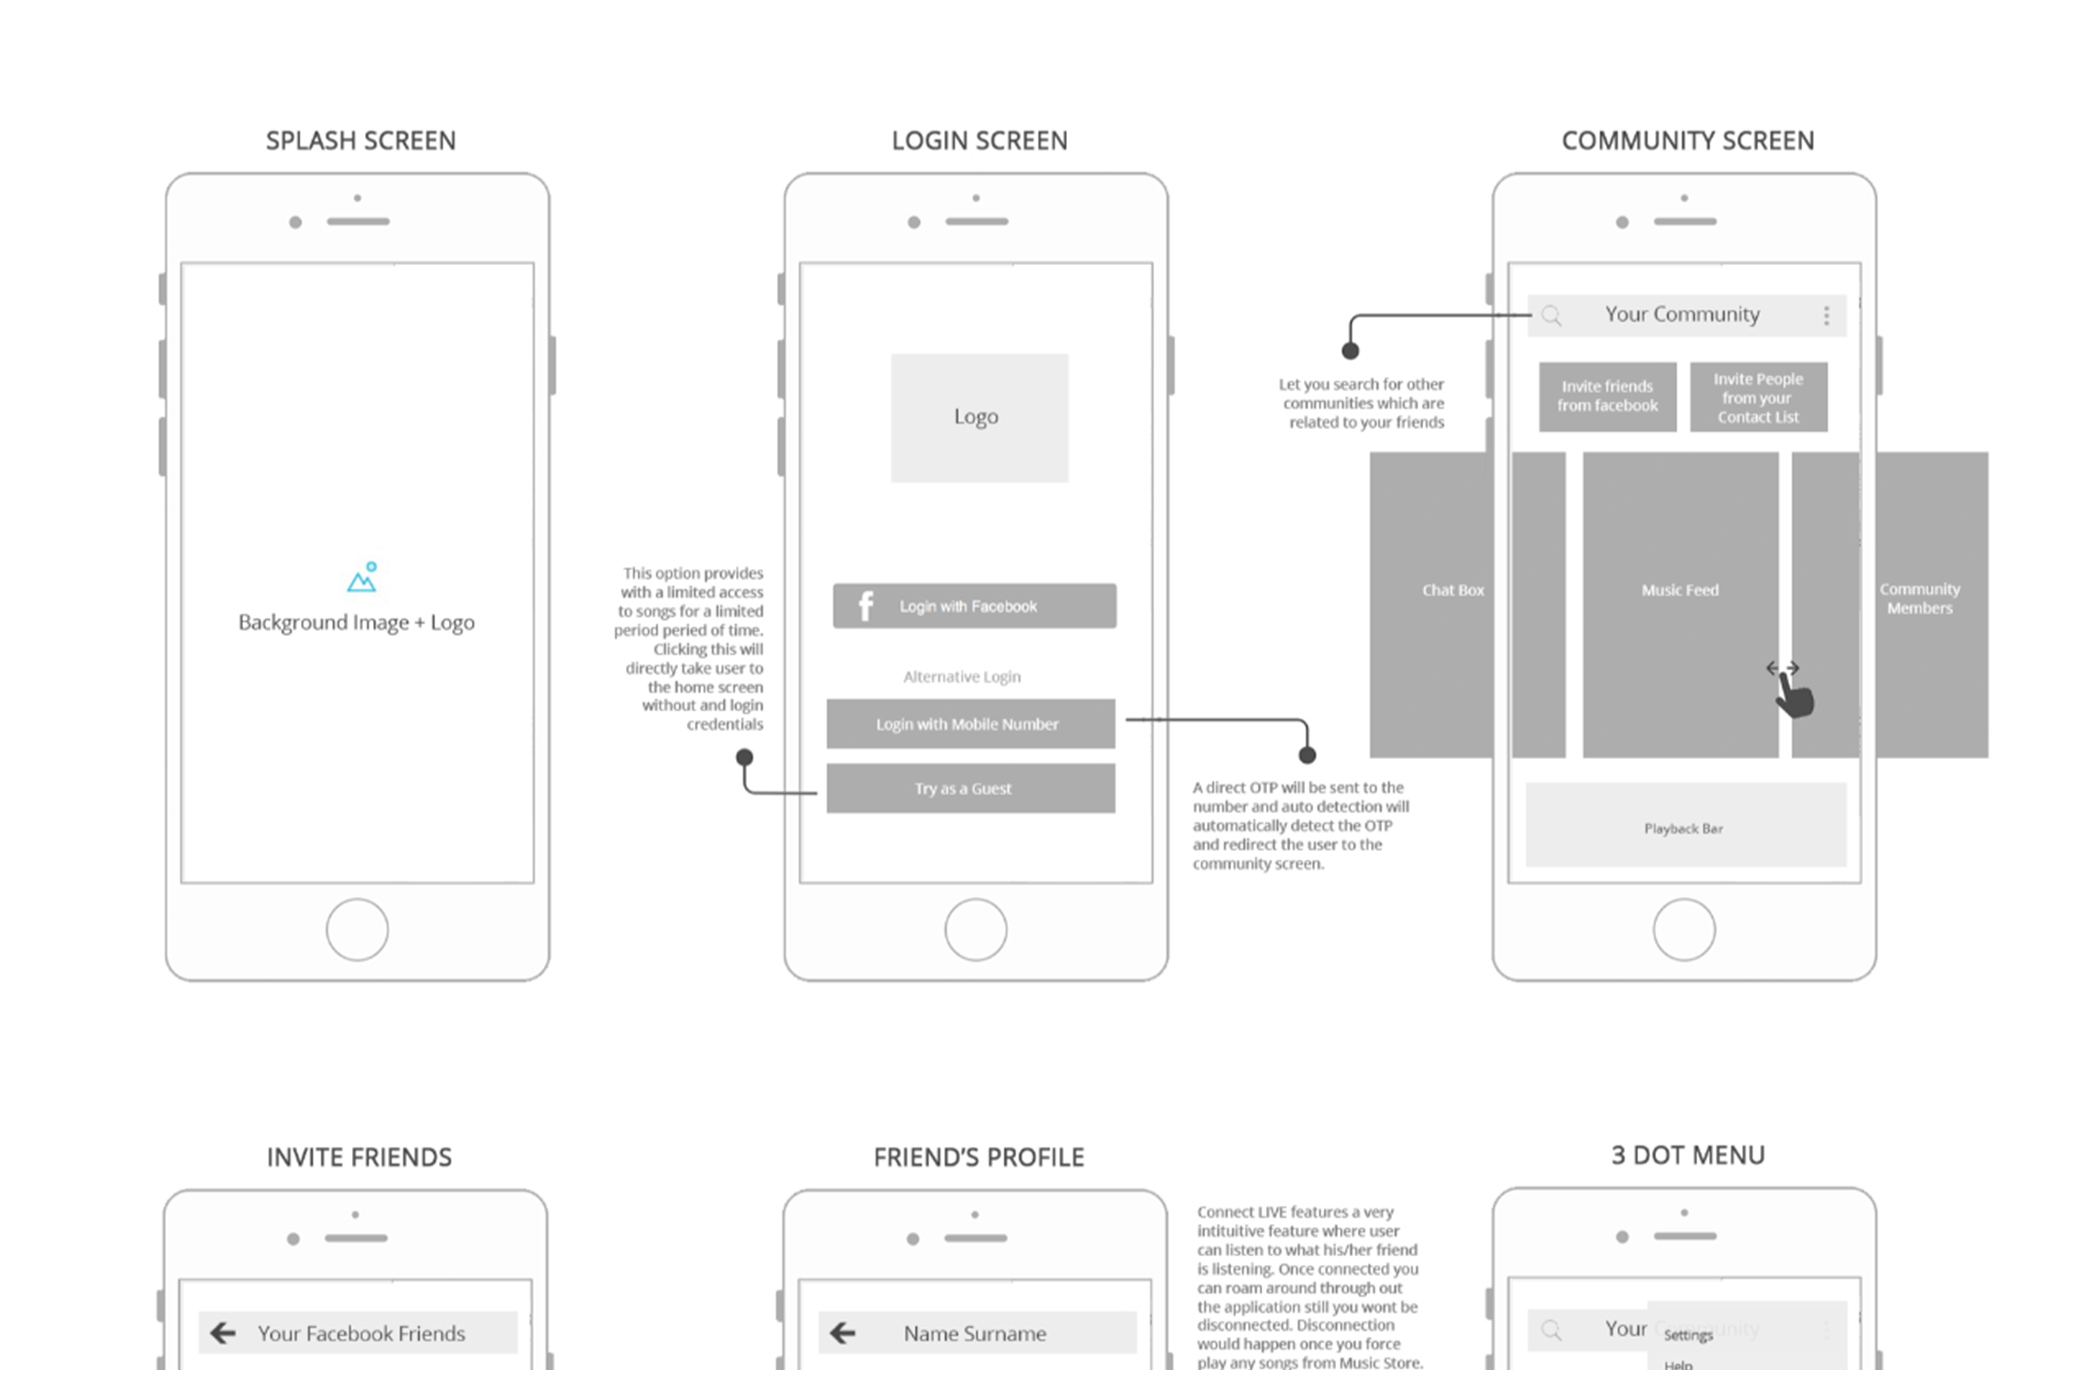 SPLASH SCREEN
Background Image + Logo
LOGIN SCREEN
Logo
Login with Facebook
Alternative Login
Login with Mobile Number
Try as a Guest
This option provides
with a limited access
to songs for a limited
period peried of time.
Clicking this will
directly take user to
the home screen
without and login
credentials
A direct OTP will be sent to the
number and auto detection will
automatically detect the OTP
and redirect the user to the
community screen.
COMMUNITY SCREEN
Your Community
Let you search for other
communities which are
related to your friends
Invite friends
from facebook
Invite People
from your
Contact List
Chat Box
Music Feed
Community
Members
Playback Bar
INVITE FRIENDS
Your Facebook Friends
FRIEND'S PROFILE
Name Surname
Connect LIVE features a very
intituitive feature where user
can listen to what his/her friend
is listening. Once connected you
can roam around through out
the application still you wont be
disconnected. Disconnection
would happen once you force
play any songs from Music Store.
3 DOT MENU
Your Community
Settings
Help